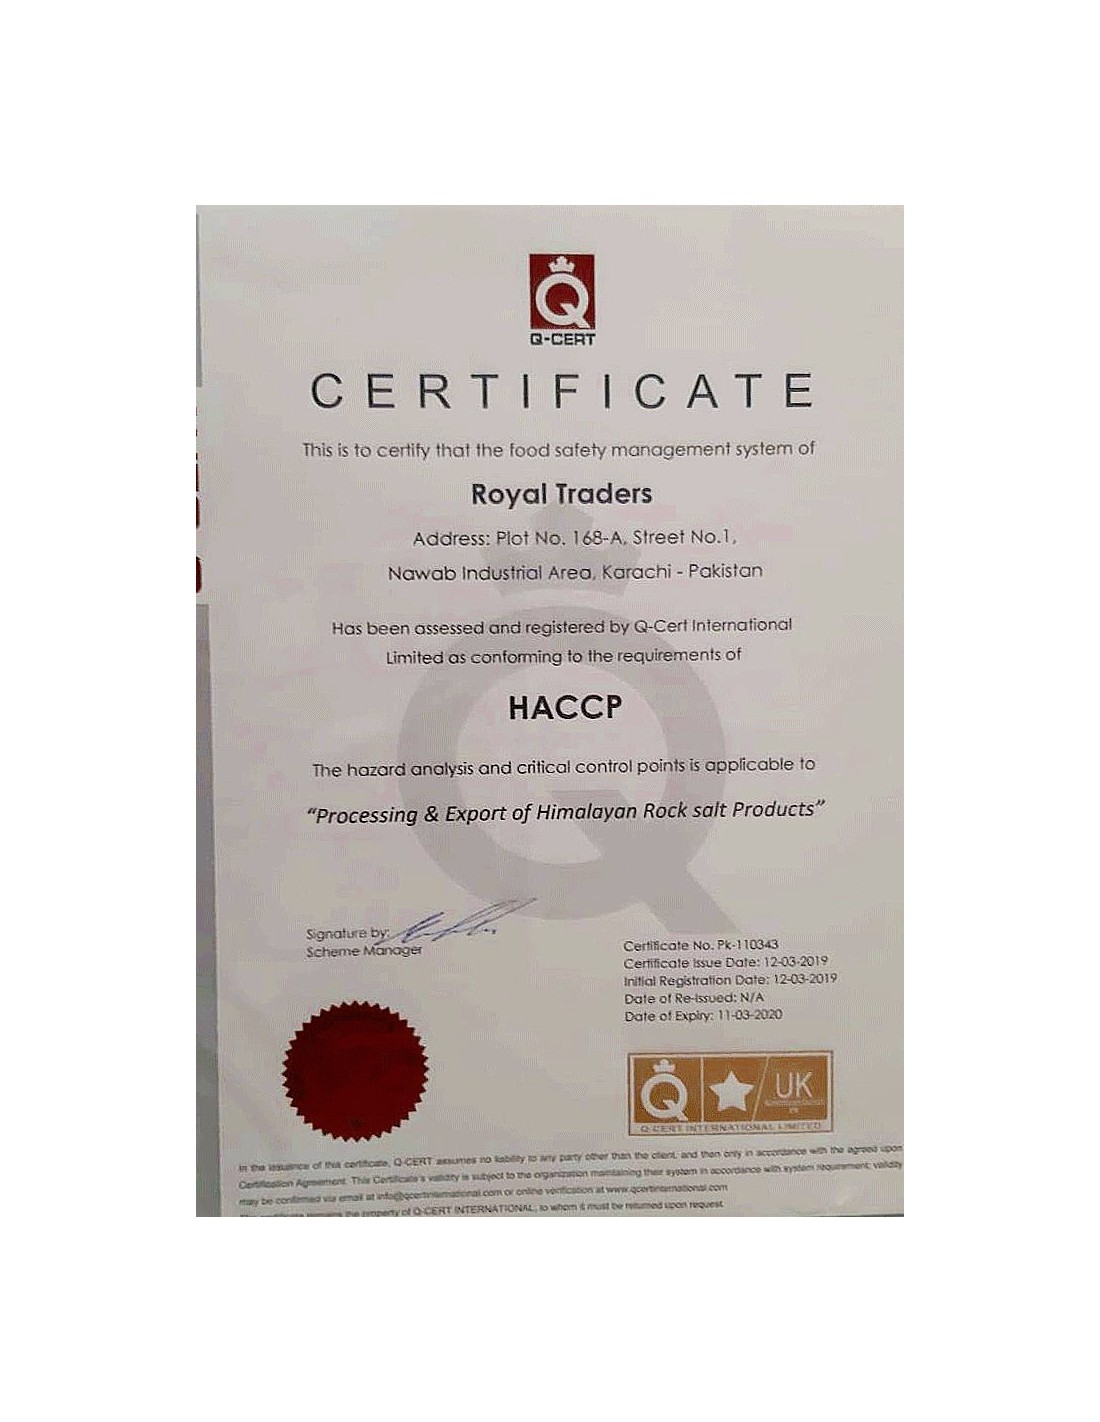 Q-CERT
CERTIFICATE
This is to certify that the food safety management system of
Royal Traders
Address: Plot No. 168-A, Street No.1,
Nawab Industrial Area, Karachi - Pakistan
Has been assessed and registered by Q-Cert International
Limited as conforming to the requirements of
HACCP
The hazard analysis and critical control points is applicable to
“Processing & Export of Himalayan Rock salt Products”
Signature by:
Scheme Manager
Certificate No. Pk-110343
Certificate Issue Date: 12-03-2019
Initial Registration Date: 12-03-2019
Date of Re-Issued: N/A
Date of Expiry: 11-03-2020
UK
Q-CERT INTERNATIONAL LIMITED
In the issuance of this certificate, Q-CERT assumes no liability to any party other than the client, and then only in accordance with the agreed upon
Certification Agreement. This Certificate's validity is subject to the organization maintaining their system in accordance with system requirement; validity
may be confirmed via email at info@qcertinternational.com or online verification at www.qcertinternational.com
certificate remains the property of Q-CERT INTERNATIONAL, to whom it must be returned upon request